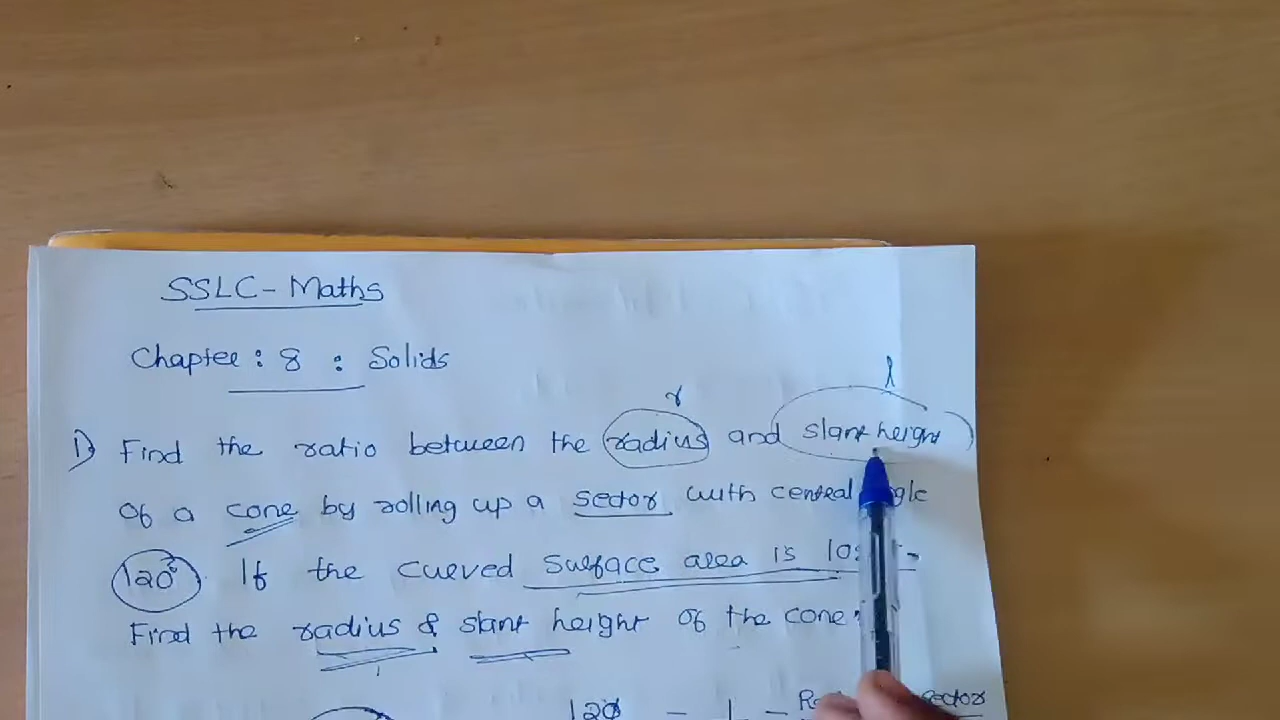 SSLC - Maths
Chapter : 8 : Solids
r l
1) Find the ratio between the radius and slant height
of a cone by rolling up a sector with central
120°. If the curved surface area is
Find the radius & slant height of the cone
120 = 1 =